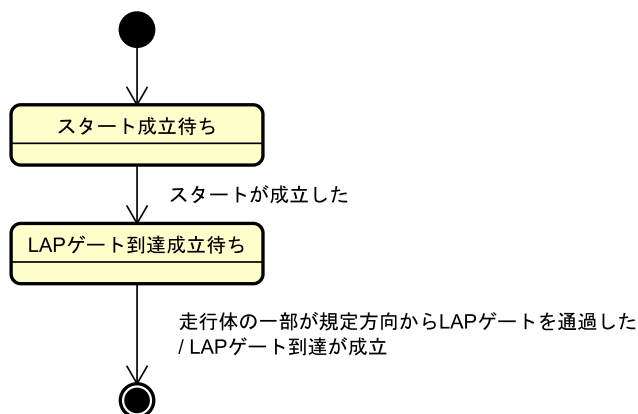 スタート成立待ち
スタートが成立した
LAPゲート到達成立待ち
走行体の一部が規定方向からLAPゲートを通過した
/ LAPゲート到達が成立